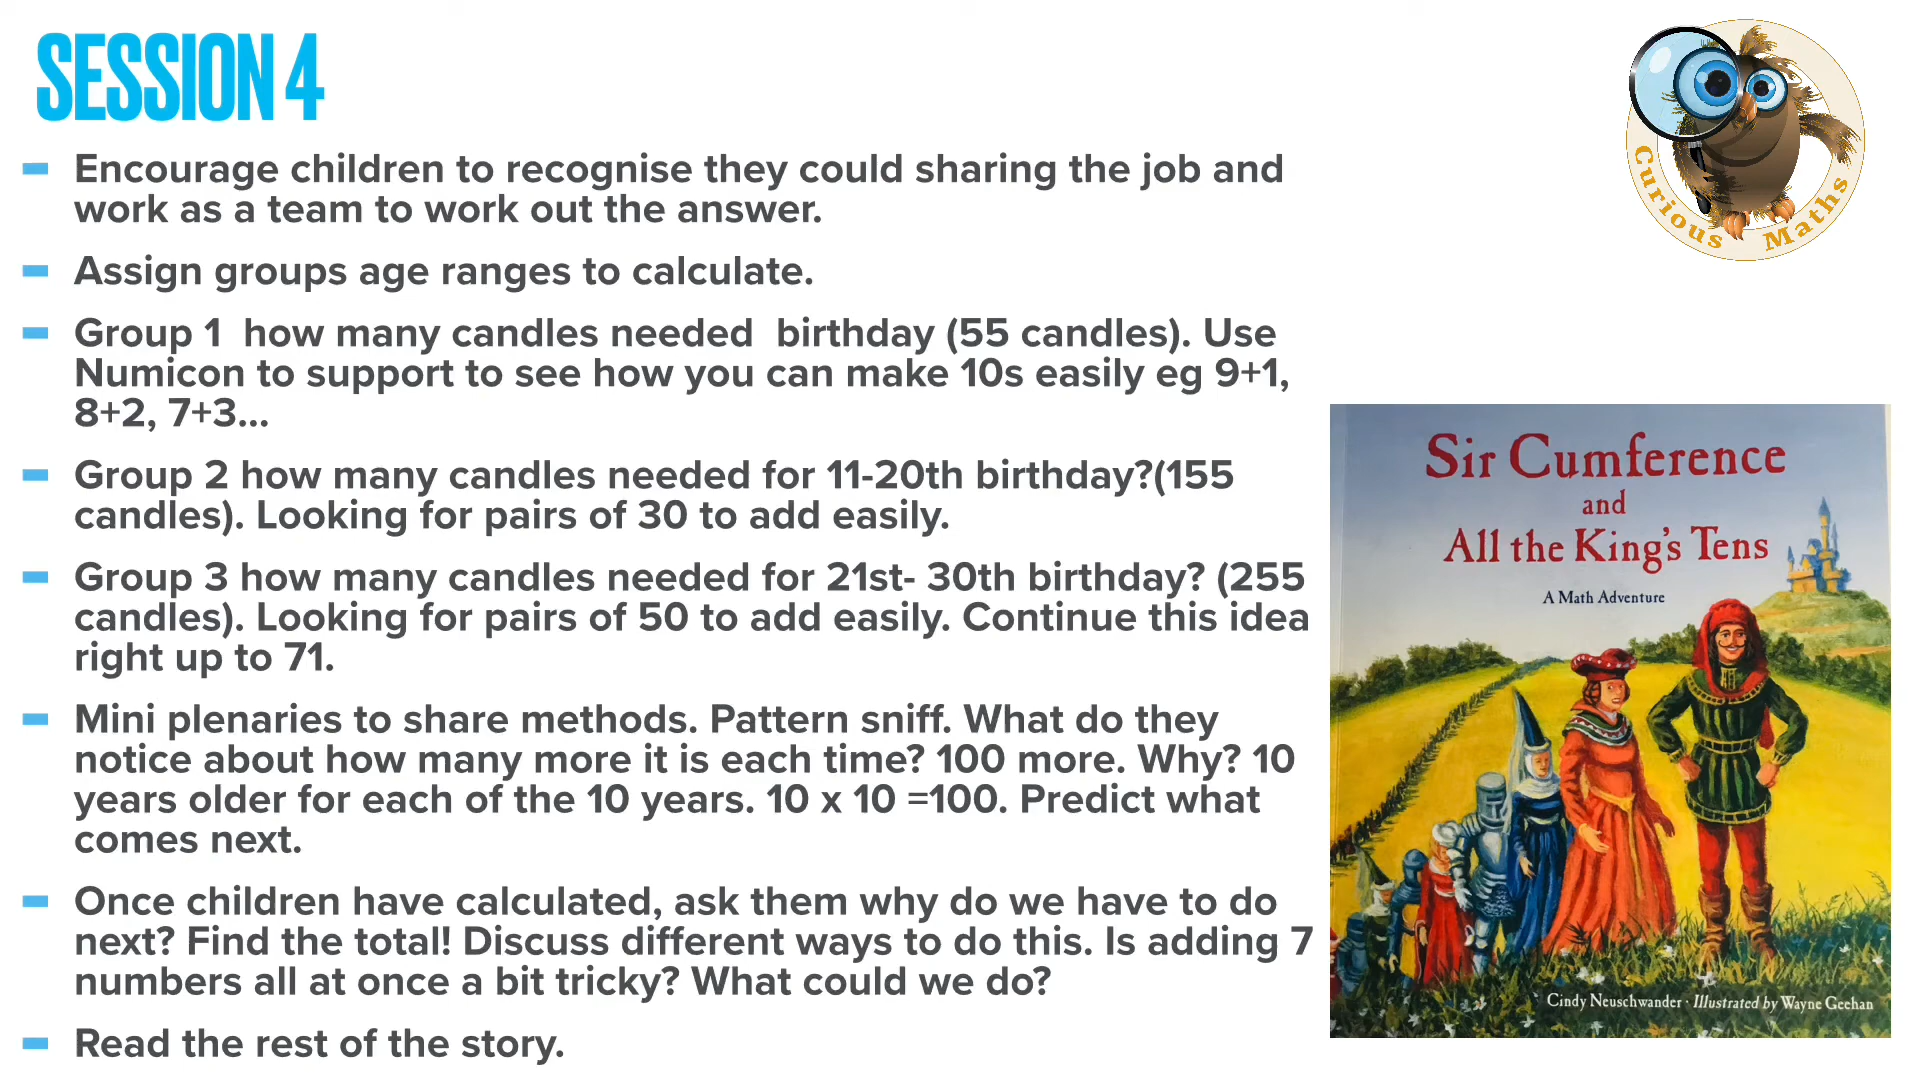 SESSION 4
Encourage children to recognise they could sharing the job and
work as a team to work out the answer.
Assign groups age ranges to calculate.
Group 1  how many candles needed  birthday (55 candles). Use
Numicon to support to see how you can make 10s easily eg 9+1,
8+2, 7+3...
Group 2 how many candles needed for 11-20th birthday?(155
candles). Looking for pairs of 30 to add easily.
Group 3 how many candles needed for 21st- 30th birthday? (255
candles). Looking for pairs of 50 to add easily. Continue this idea
right up to 71.
Mini plenaries to share methods. Pattern sniff. What do they
notice about how many more it is each time? 100 more. Why? 10
years older for each of the 10 years. 10 x 10 =100. Predict what
comes next.
Once children have calculated, ask them why do we have to do
next? Find the total! Discuss different ways to do this. Is adding 7
numbers all at once a bit tricky? What could we do?
Read the rest of the story.
Curious Maths
Sir Cumference
and
All the King's Tens
A Math Adventure
Cindy Neuschwander · Illustrated by Wayne Geehan